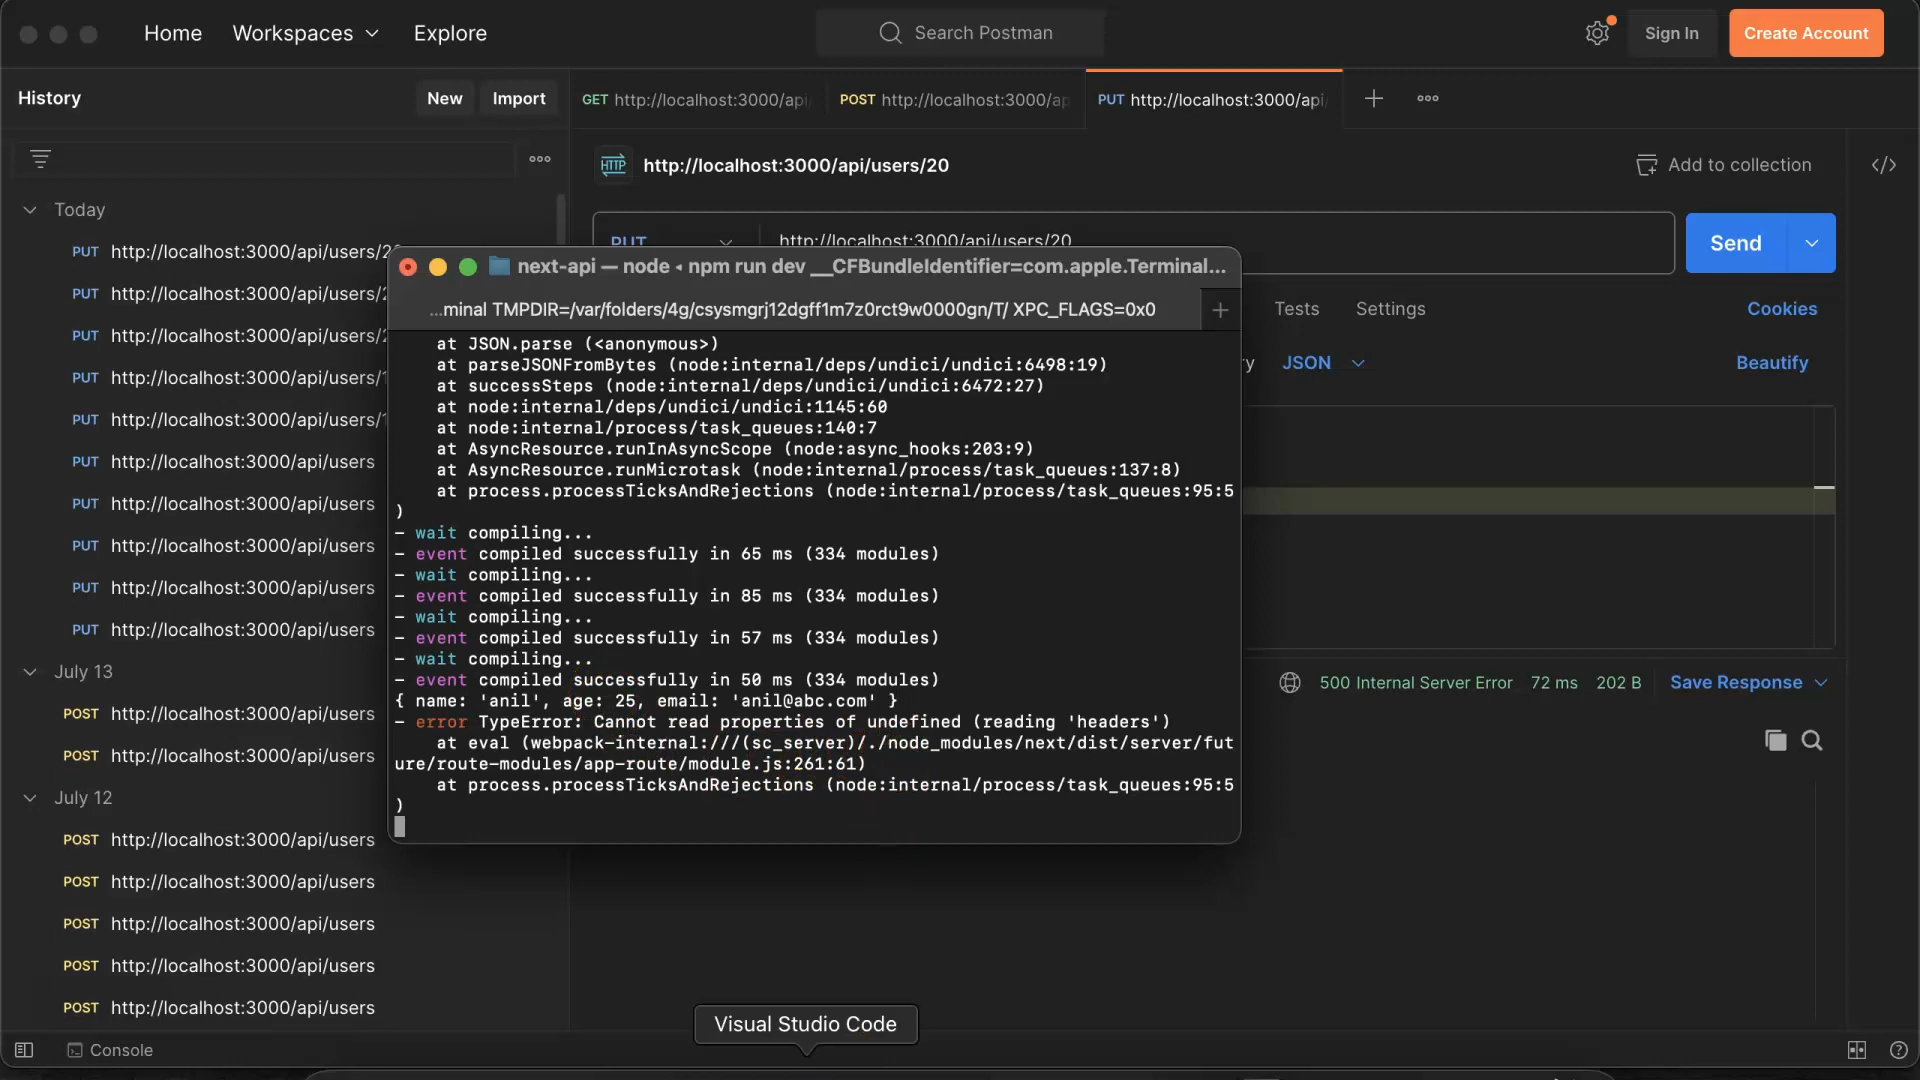 Home
Workspaces
Explore
Search Postman
Sign In
Create Account
History
New
Import
GET http://localhost:3000/api
POST http://localhost:3000/ap
PUT http://localhost:3000/api
http://localhost:3000/api/users/20
Add to collection
Today
PUT http://localhost:3000/api/users/20
PUT http://localhost:3000/api/users/2
PUT http://localhost:3000/api/users/2
PUT http://localhost:3000/api/users/1
PUT http://localhost:3000/api/users/1
PUT http://localhost:3000/api/users
PUT http://localhost:3000/api/users
PUT http://localhost:3000/api/users
PUT http://localhost:3000/api/users
PUT http://localhost:3000/api/users
July 13
POST http://localhost:3000/api/users
POST http://localhost:3000/api/users
July 12
POST http://localhost:3000/api/users
POST http://localhost:3000/api/users
POST http://localhost:3000/api/users
POST http://localhost:3000/api/users
POST http://localhost:3000/api/users
PUT
http://localhost:3000/api/users/20
Send
Tests
Settings
Cookies
y
JSON
Beautify
next-api — node ◂ npm run dev __CFBundleIdentifier=com.apple.Terminal...
...minal TMPDIR=/var/folders/4g/csysmgrj12dgff1m7z0rct9w0000gn/T/ XPC_FLAGS=0x0
at JSON.parse (<anonymous>)
at parseJSONFromBytes (node:internal/deps/undici/undici:6498:19)
at successSteps (node:internal/deps/undici/undici:6472:27)
at node:internal/deps/undici/undici:1145:60
at node:internal/process/task_queues:140:7
at AsyncResource.runInAsyncScope (node:async_hooks:203:9)
at AsyncResource.runMicrotask (node:internal/process/task_queues:137:8)
at process.processTicksAndRejections (node:internal/process/task_queues:95:5
)
- wait compiling...
- event compiled successfully in 65 ms (334 modules)
- wait compiling...
- event compiled successfully in 85 ms (334 modules)
- wait compiling...
- event compiled successfully in 57 ms (334 modules)
- wait compiling...
- event compiled successfully in 50 ms (334 modules)
{ name: 'anil', age: 25, email: 'anil@abc.com' }
- error TypeError: Cannot read properties of undefined (reading 'headers')
at eval (webpack-internal:///(sc_server)/./node_modules/next/dist/server/fut
ure/route-modules/app-route/module.js:261:61)
at process.processTicksAndRejections (node:internal/process/task_queues:95:5
)
500 Internal Server Error 72 ms 202 B
Save Response
Visual Studio Code
Console